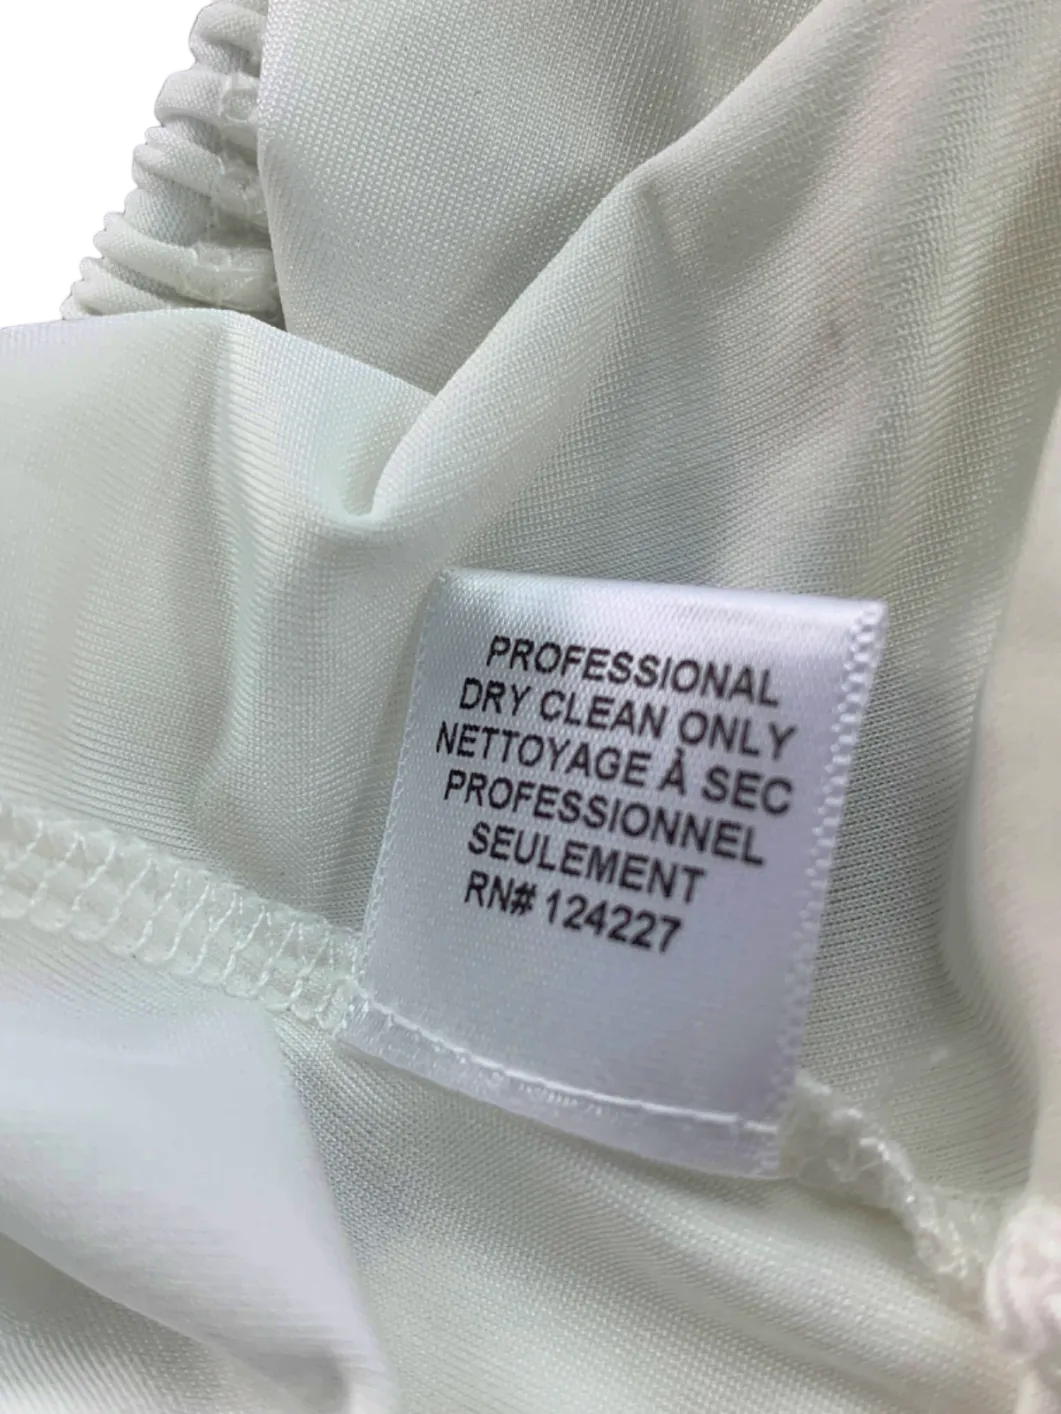 PROFESSIONAL
DRY CLEAN ONLY
NETTOYAGE À SEC
PROFESSIONNEL
SEULEMENT
RN# 124227